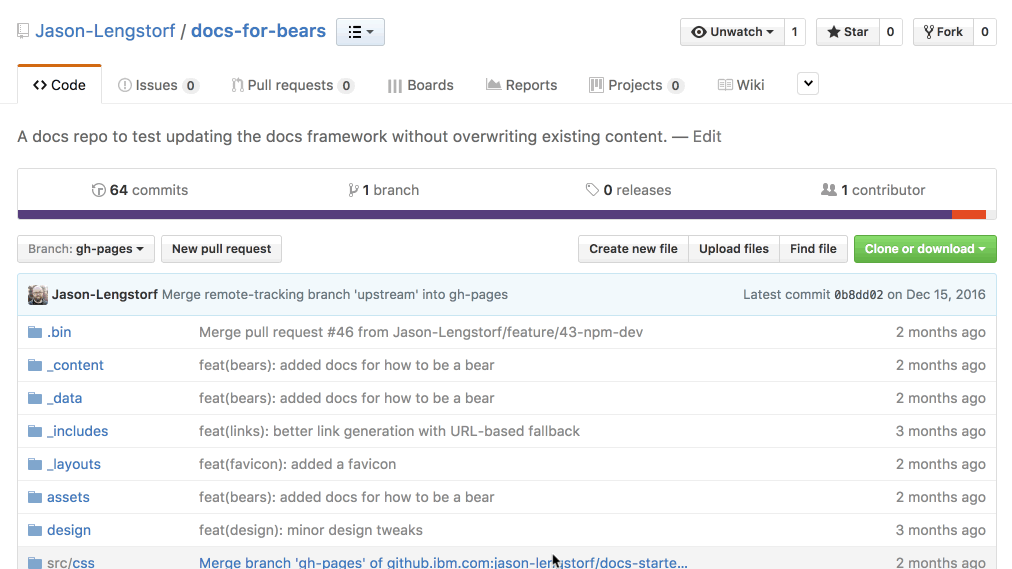 Jason-Lengstorf / docs-for-bears
Unwatch 1 Star 0 Fork 0
Code Issues 0 Pull requests 0 Boards Reports Projects 0 Wiki
A docs repo to test updating the docs framework without overwriting existing content. — Edit
64 commits 1 branch 0 releases 1 contributor
Branch: gh-pages New pull request Create new file Upload files Find file Clone or download
Jason-Lengstorf Merge remote-tracking branch 'upstream' into gh-pages Latest commit 0b8dd02 on Dec 15, 2016
.bin Merge pull request #46 from Jason-Lengstorf/feature/43-npm-dev 2 months ago
_content feat(bears): added docs for how to be a bear 2 months ago
_data feat(bears): added docs for how to be a bear 2 months ago
_includes feat(links): better link generation with URL-based fallback 3 months ago
_layouts feat(favicon): added a favicon 2 months ago
assets feat(bears): added docs for how to be a bear 2 months ago
design feat(design): minor design tweaks 3 months ago
src/css Merge branch 'gh-pages' of github.ibm.com:jason-lengstorf/docs-starte... 2 months ago